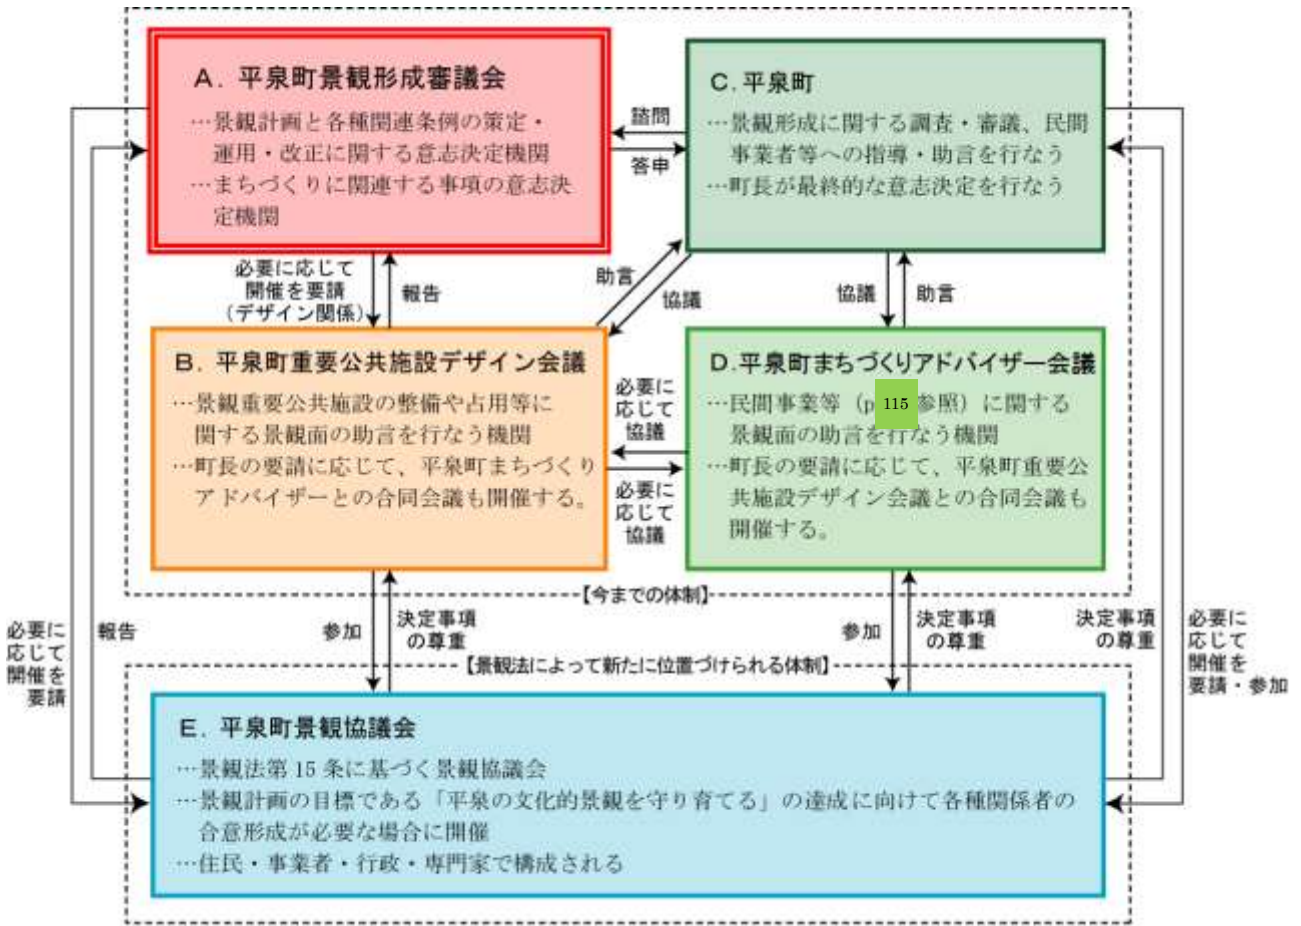 A. 平泉町景観形成審議会
…景観計画と各種関連条例の策定・
運用・改正に関する意志決定機関
…まちづくりに関連する事項の意志決
定機関
諮問
答申
C. 平泉町
…景観形成に関する調査・審議、民間
事業者等への指導・助言を行なう
…町長が最終的な意志決定を行なう
必要に応じて
開催を要請
(デザイン関係)
報告
助言
協議
協議
助言
B. 平泉町重要公共施設デザイン会議
…景観重要公共施設の整備や占用等に
関する景観面の助言を行なう機関
…町長の要請に応じて、平泉町まちづくり
アドバイザーとの合同会議も開催する。
必要に
応じて
協議
必要に
応じて
協議
D.平泉町まちづくりアドバイザー会議
…民間事業等(p 115 参照)に関する
景観面の助言を行なう機関
…町長の要請に応じて、平泉町重要公
共施設デザイン会議との合同会議も
開催する。
【今までの体制】
必要に
応じて
開催を
要請
報告
参加
決定事項
の尊重
参加
決定事項
の尊重
決定事項
の尊重
必要に
応じて
開催を
要請・参加
【景観法によって新たに位置づけられる体制】
E. 平泉町景観協議会
…景観法第 15 条に基づく景観協議会
…景観計画の目標である「平泉の文化的景観を守り育てる」の達成に向けて各種関係者の
合意形成が必要な場合に開催
…住民・事業者・行政・専門家で構成される